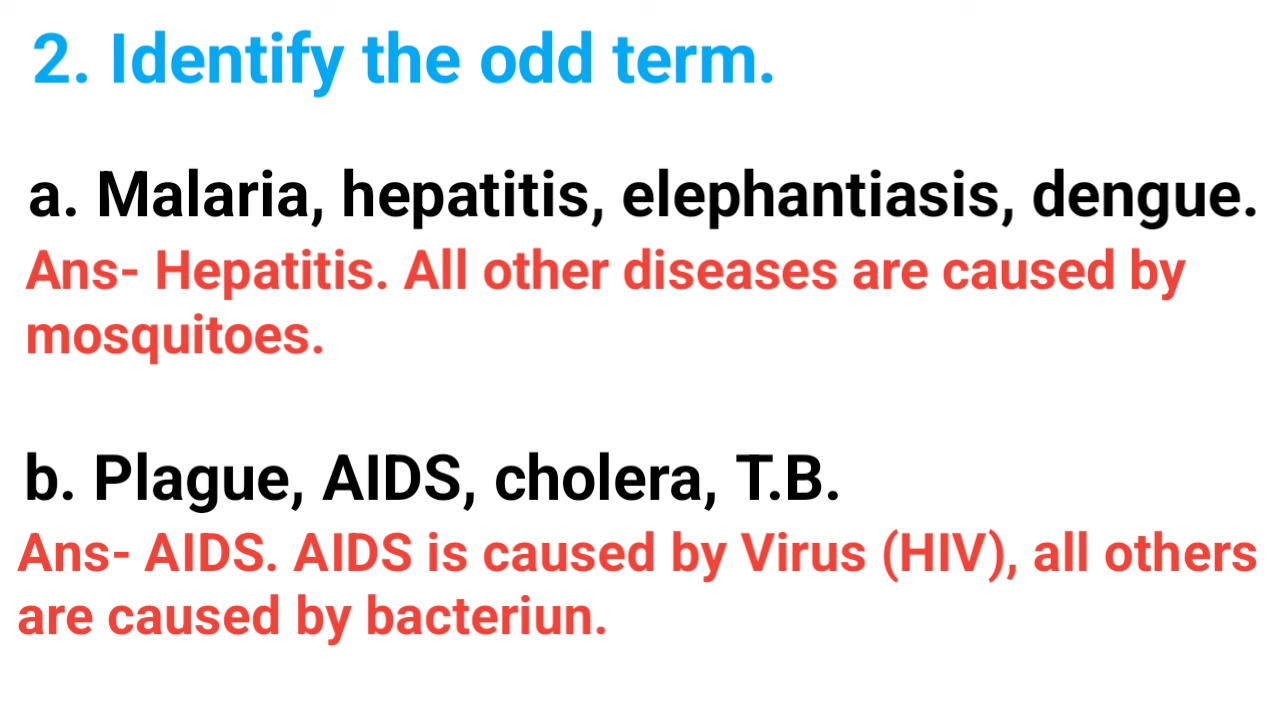 2. Identify the odd term.
a. Malaria, hepatitis, elephantiasis, dengue.
Ans- Hepatitis. All other diseases are caused by
mosquitoes.
b. Plague, AIDS, cholera, T.B.
Ans- AIDS. AIDS is caused by Virus (HIV), all others
are caused by bacteriun.